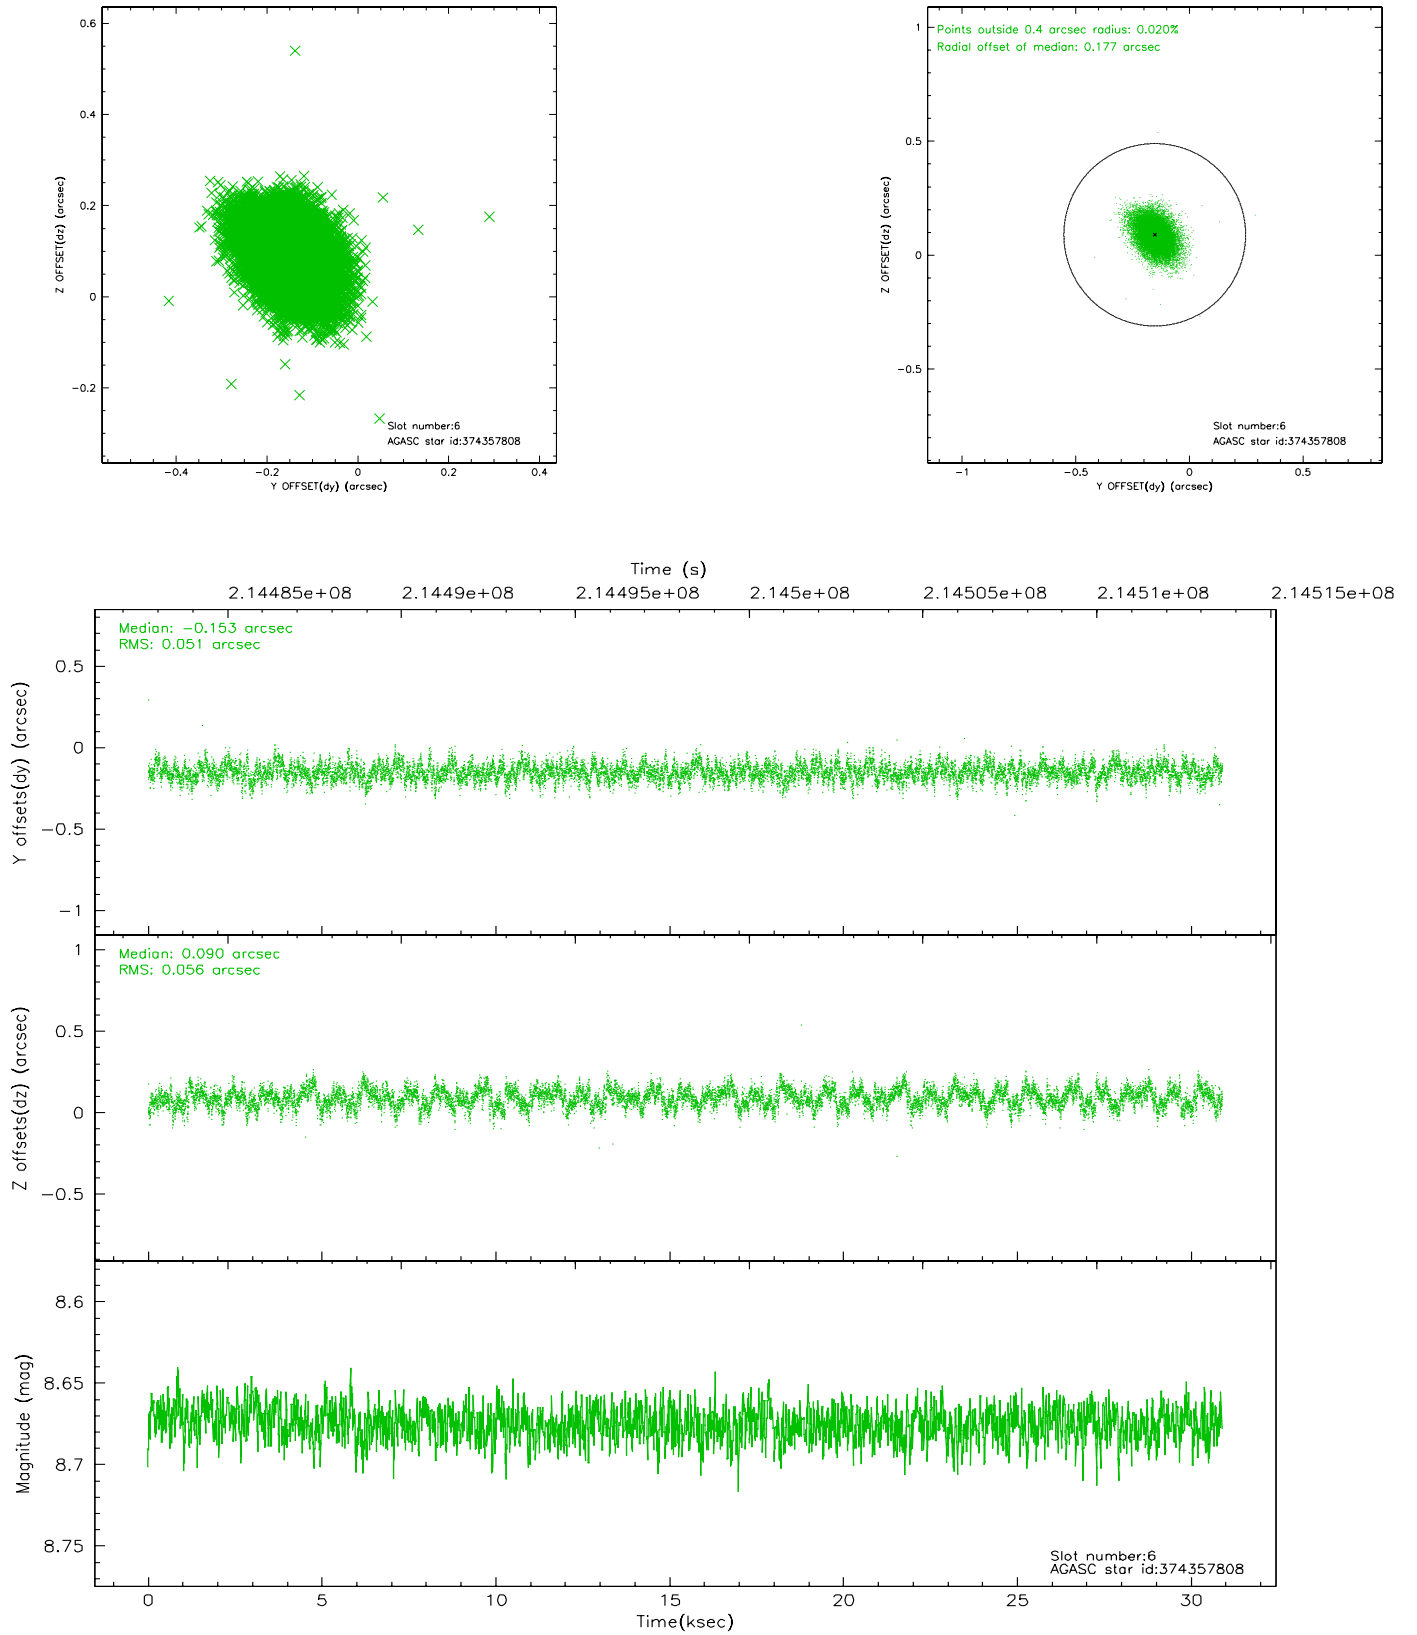 0.6
0.4
0.2
0
−0.2
Z OFFSET(dz) (arcsec)
−0.4 −0.2 0 0.2 0.4
Y OFFSET(dy) (arcsec)
Slot number:6
AGASC star id:374357808
Points outside 0.4 arcsec radius: 0.020%
Radial offset of median: 0.177 arcsec
1
0.5
0
−0.5
Z OFFSET(dz) (arcsec)
−1 −0.5 0 0.5
Y OFFSET(dy) (arcsec)
Slot number:6
AGASC star id:374357808
Time (s)
2.14485e+08 2.1449e+08 2.14495e+08 2.145e+08 2.14505e+08 2.1451e+08 2.14515e+08
Median: −0.153 arcsec
RMS: 0.051 arcsec
0.5
0
−0.5
−1
Y offsets(dy) (arcsec)
Median: 0.090 arcsec
RMS: 0.056 arcsec
1
0.5
0
−0.5
Z offsets(dz) (arcsec)
8.6
8.65
8.7
8.75
Magnitude (mag)
Slot number:6
AGASC star id:374357808
0 5 10 15 20 25 30
Time(ksec)